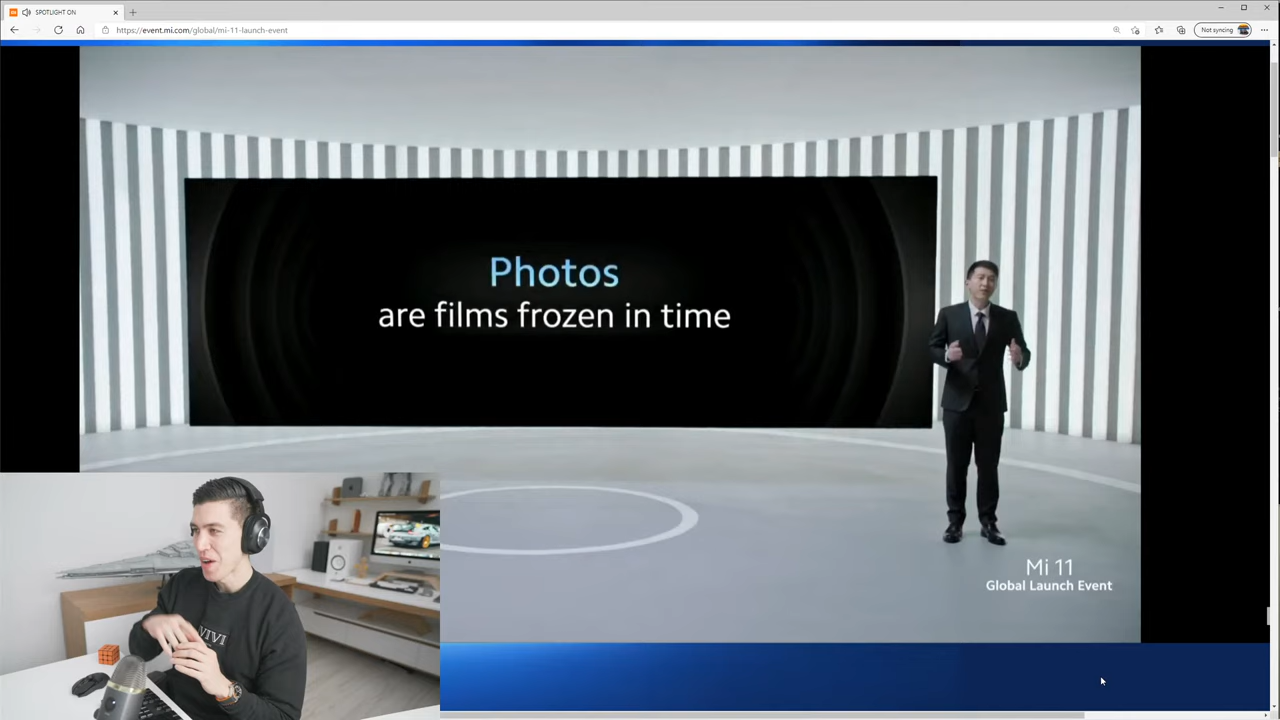 SPOTLIGHT ON
https://event.mi.com/global/mi-11-launch-event
Not syncing
Photos
are films frozen in time
Mi 11
Global Launch Event
VIVI